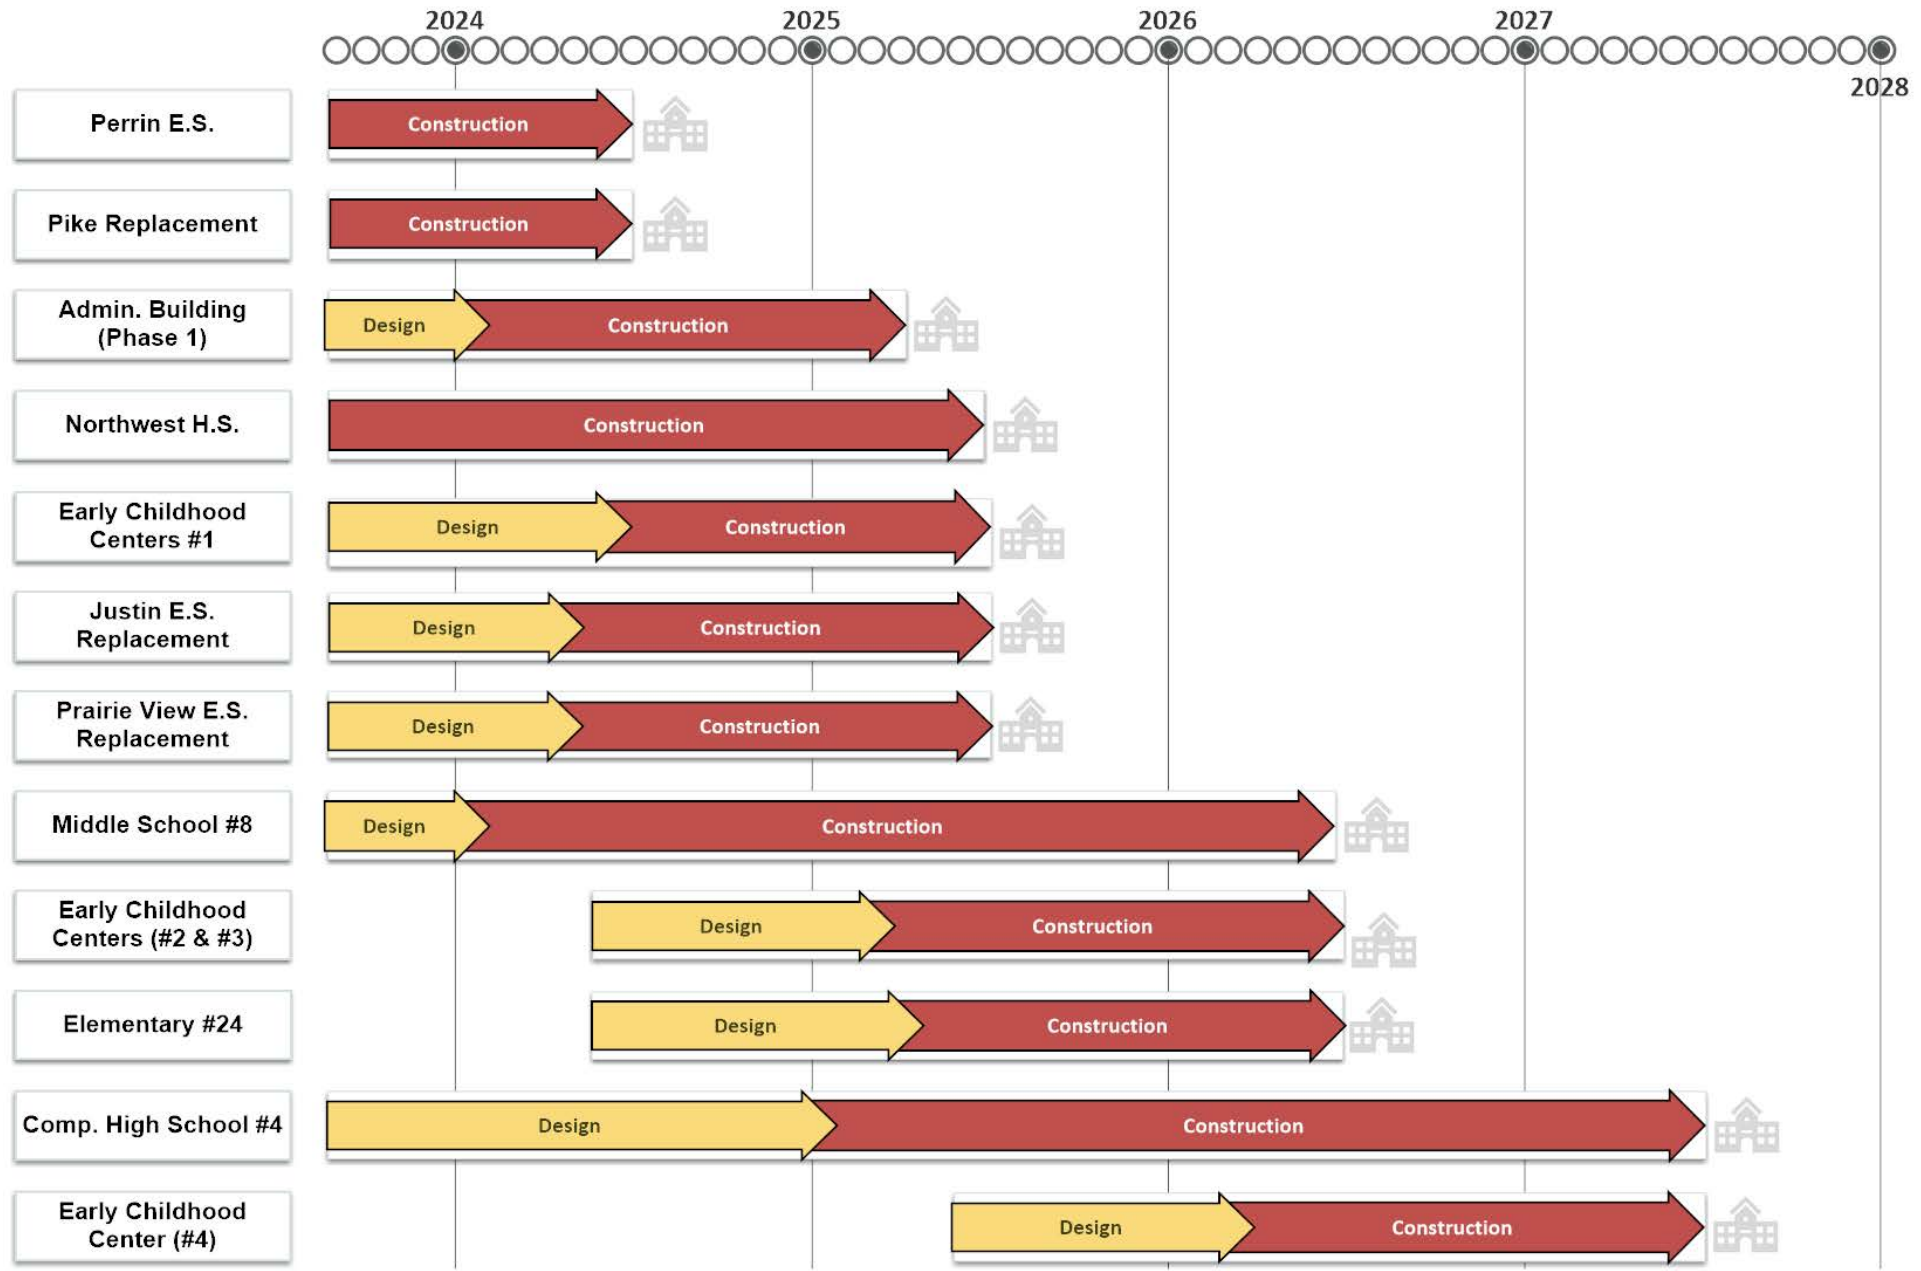 2024 2025 2026 2027
2028
Perrin E.S. Construction
Pike Replacement Construction
Admin. Building
(Phase 1)
Design Construction
Northwest H.S. Construction
Early Childhood
Centers #1
Design Construction
Justin E.S.
Replacement
Design Construction
Prairie View E.S.
Replacement
Design Construction
Middle School #8 Design Construction
Early Childhood
Centers (#2 & #3)
Design Construction
Elementary #24 Design Construction
Comp. High School #4 Design Construction
Early Childhood
Center (#4)
Design Construction